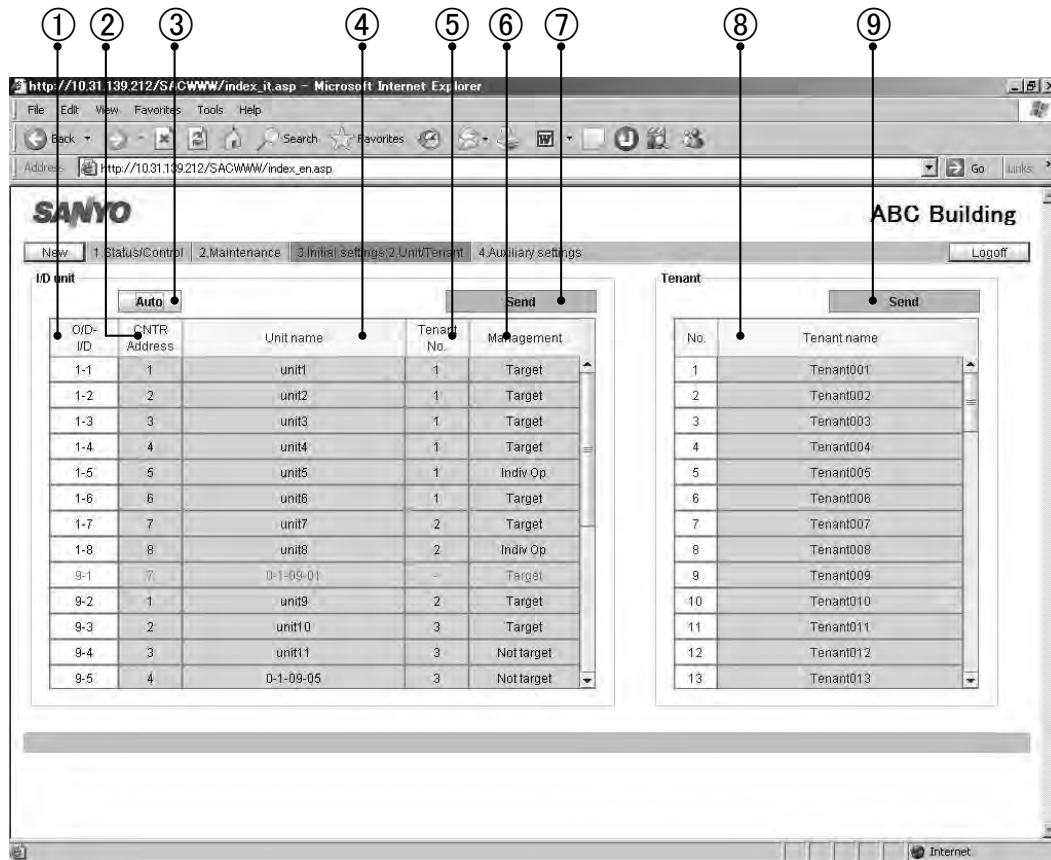 ① ② ③ ④ ⑤ ⑥ ⑦ ⑧ ⑨
http://10.31.139.212/SACWWW/index_it.asp - Microsoft Internet Explorer
File Edit View Favorites Tools Help
Back Search Favorites
Address http://10.31.139.212/SACWWW/index_en.asp Go Links
SANYO ABC Building
New 1.Status/Control 2.Maintenance 3.Initial settings:2.Unit/Tenant 4.Auxiliary settings Logoff
I/D unit Tenant
Auto Send Send
O/D-I/D CNTR Address Unit name Tenant No. Management No. Tenant name
1-1 1 unit1 1 Target 1 Tenant001
1-2 2 unit2 1 Target 2 Tenant002
1-3 3 unit3 1 Target 3 Tenant003
1-4 4 unit4 1 Target 4 Tenant004
1-5 5 unit5 1 Indiv Op. 5 Tenant005
1-6 6 unit6 1 Target 6 Tenant006
1-7 7 unit7 2 Target 7 Tenant007
1-8 8 unit8 2 Indiv Op. 8 Tenant008
9-1 7 0-1-09-01 - Target 9 Tenant009
9-2 1 unit9 2 Target 10 Tenant010
9-3 2 unit10 3 Target 11 Tenant011
9-4 3 unit11 3 Not target 12 Tenant012
9-5 4 0-1-09-05 3 Not target 13 Tenant013
Internet